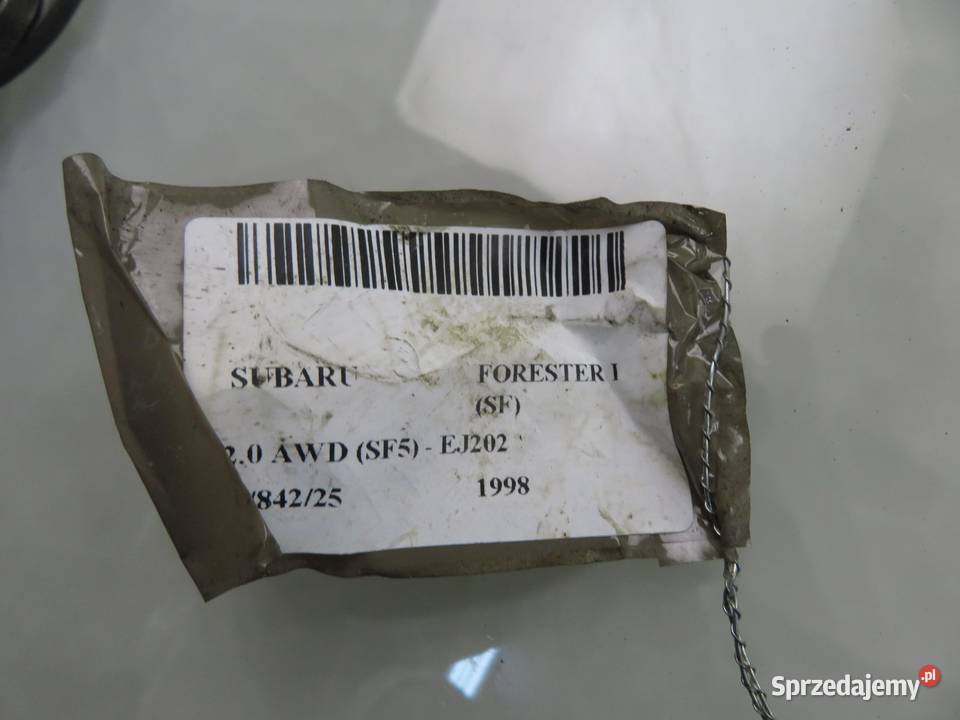 SUBARU FORESTER I
(SF)
2.0 AWD (SF5) - EJ202
/842/25 1998
Sprzedajemy.pl